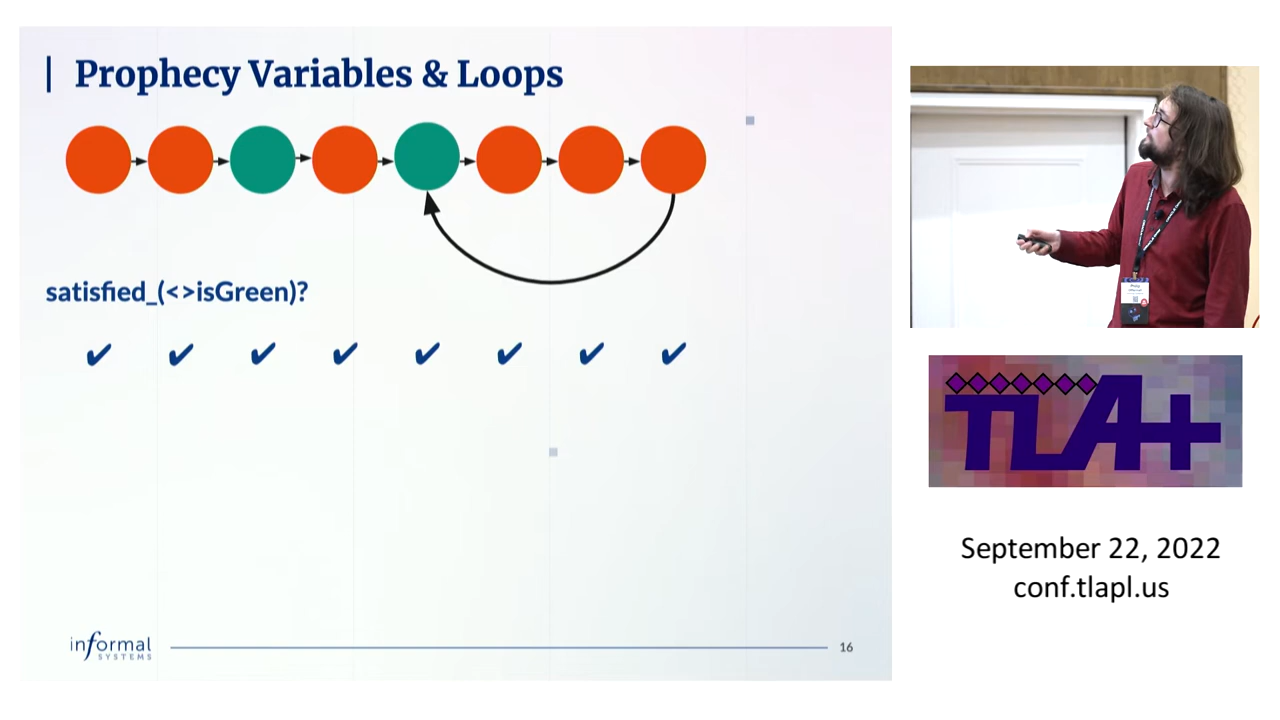 | Prophecy Variables & Loops
satisfied_(<>isGreen)?
✔ ✔ ✔ ✔ ✔ ✔ ✔ ✔
informal
SYSTEMS
16
TLA+
September 22, 2022
conf.tlapl.us